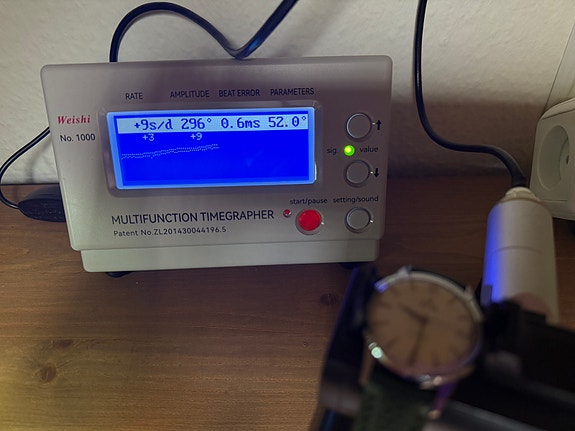 RATE AMPLITUDE BEAT ERROR PARAMETERS
Weishi
No. 1000
+9s/d 296° 0.6ms 52.0°
+3 +9
sig value
start/pause setting/sound
MULTIFUNCTION TIMEGRAPHER
Patent No.ZL201430044196.5